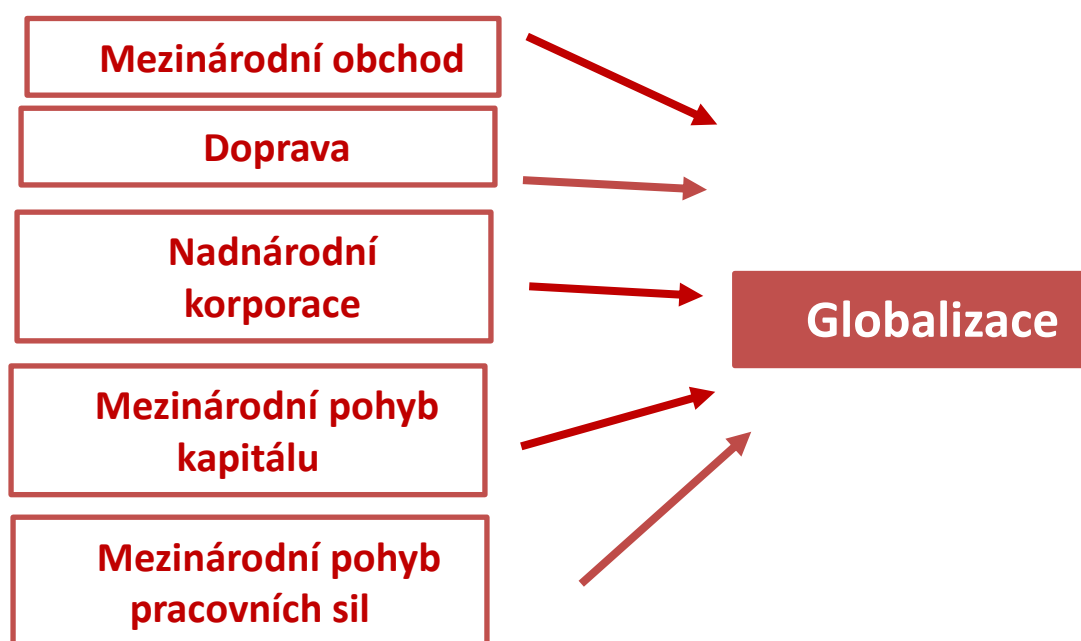 Mezinárodní obchod
Doprava
Nadnárodní
korporace
Globalizace
Mezinárodní pohyb
kapitálu
Mezinárodní pohyb
pracovních sil